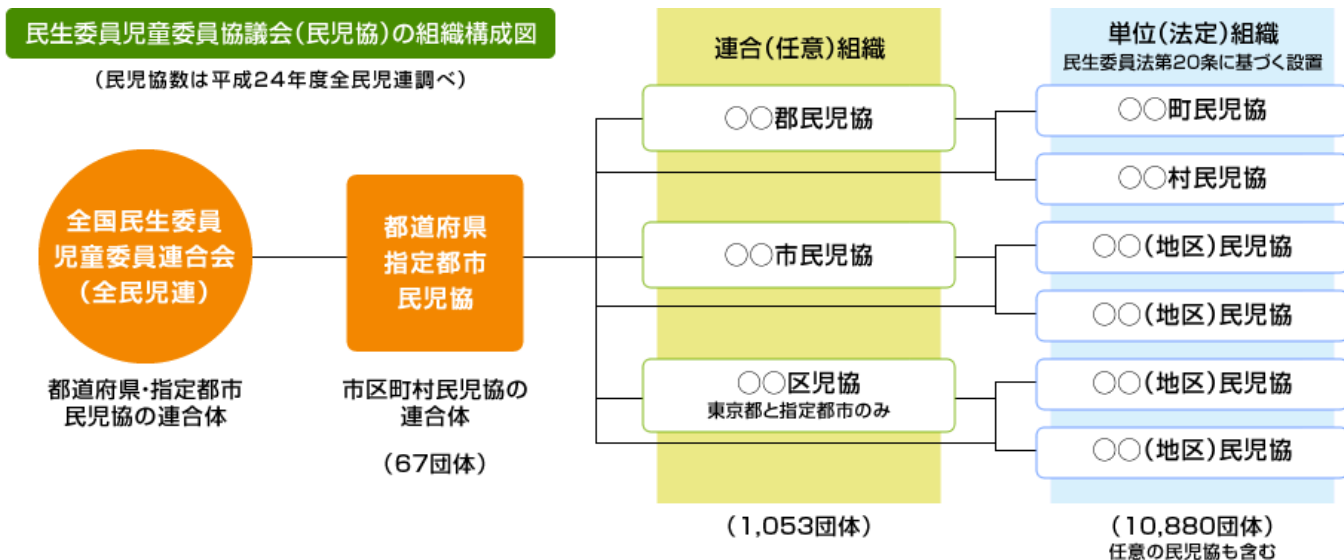 民生委員児童委員協議会(民児協)の組織構成図
(民児協数は平成24年度全民児連調べ)
全国民生委員
児童委員連合会
(全民児連)
都道府県・指定都市
民児協の連合体
都道府県
指定都市
民児協
市区町村民児協の
連合体
(67団体)
連合(任意)組織
○○郡民児協
○○市民児協
○○区児協
東京都と指定都市のみ
(1,053団体)
単位(法定)組織
民生委員法第20条に基づく設置
○○町民児協
○○村民児協
○○(地区)民児協
○○(地区)民児協
○○(地区)民児協
○○(地区)民児協
(10,880団体)
任意の民児協も含む